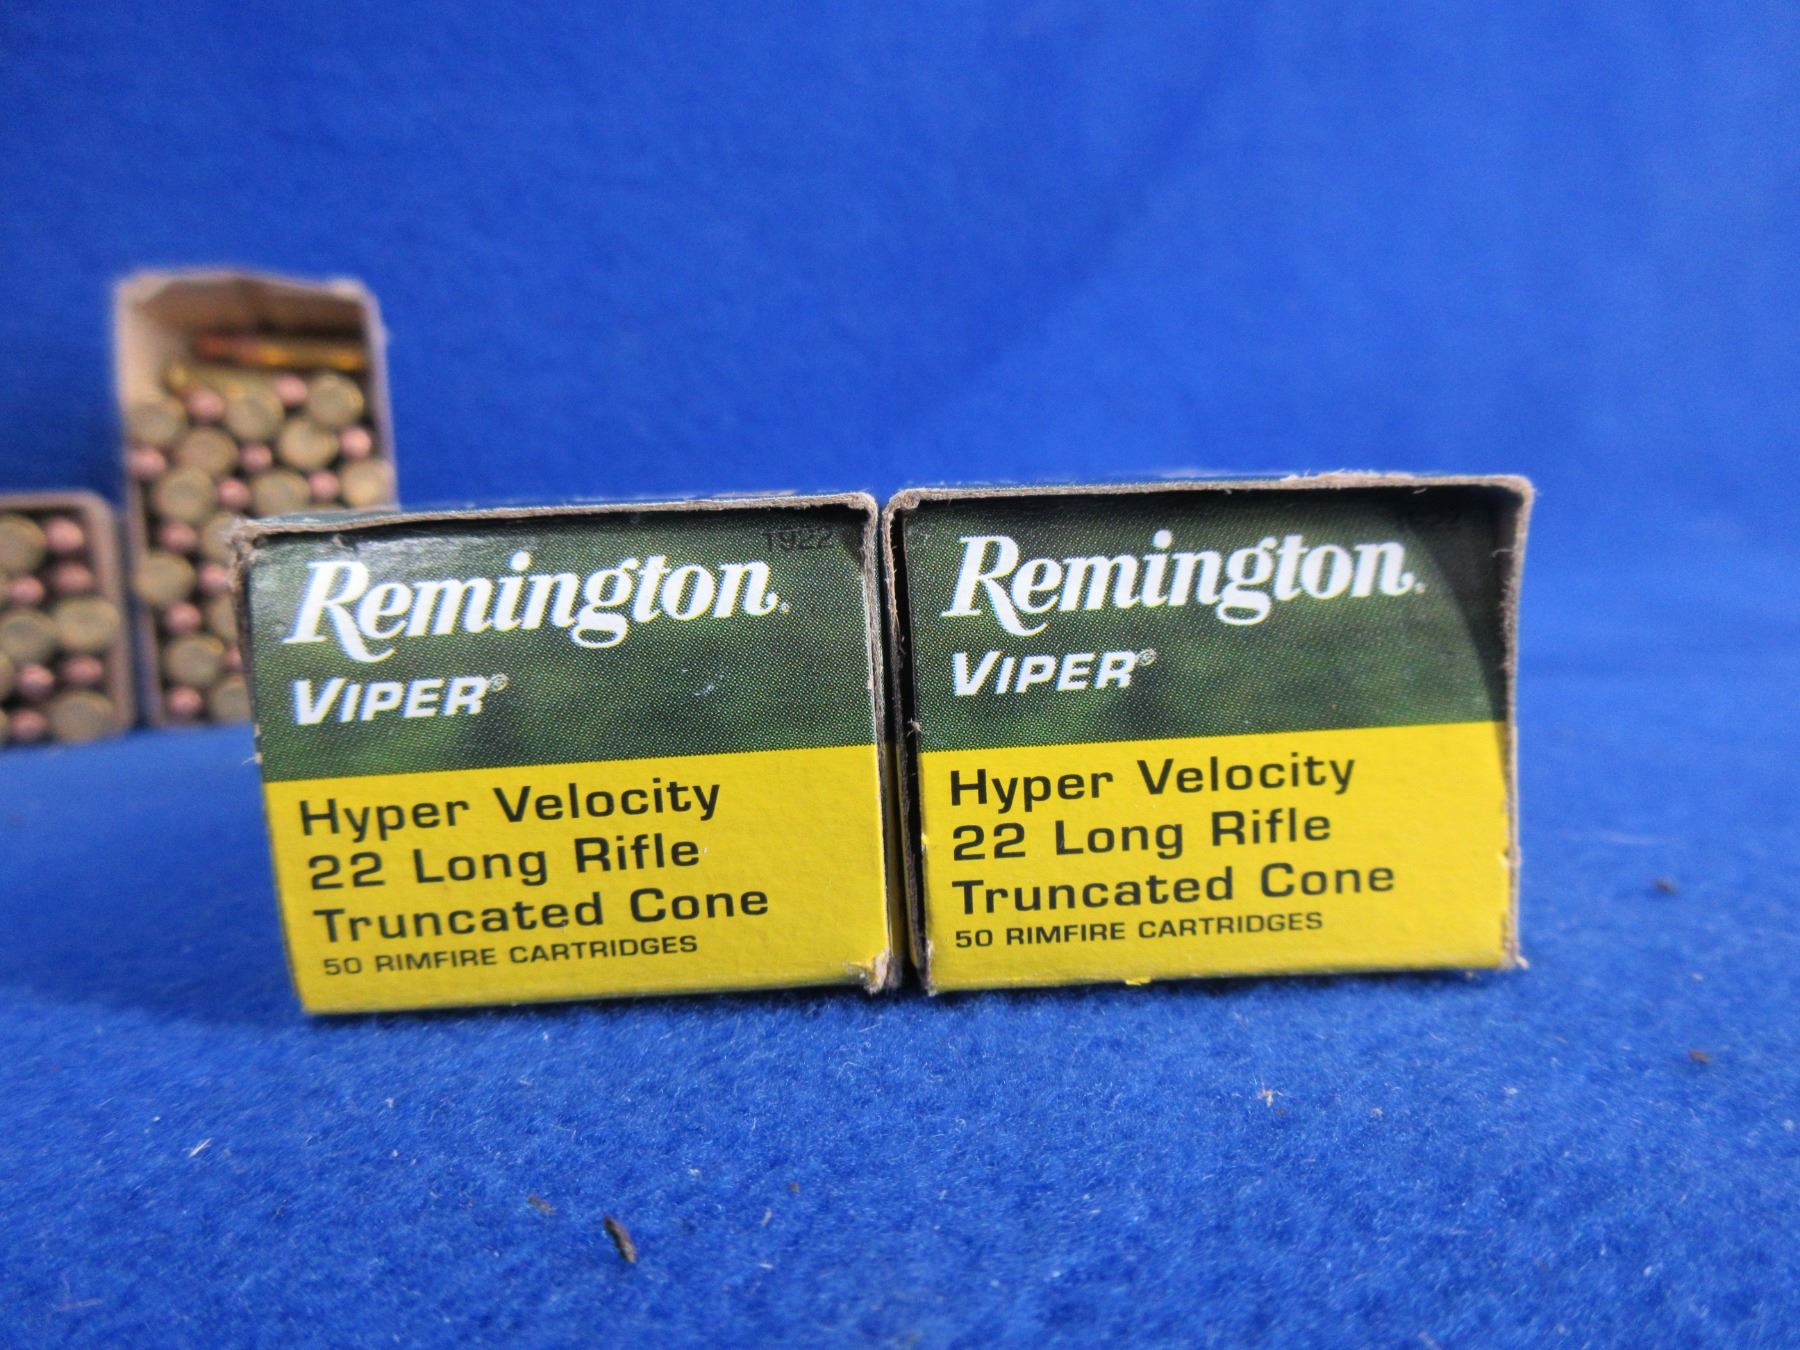 1922
Remington.
VIPER®
Hyper Velocity
22 Long Rifle
Truncated Cone
50 RIMFIRE CARTRIDGES
Remington.
VIPER®
Hyper Velocity
22 Long Rifle
Truncated Cone
50 RIMFIRE CARTRIDGES